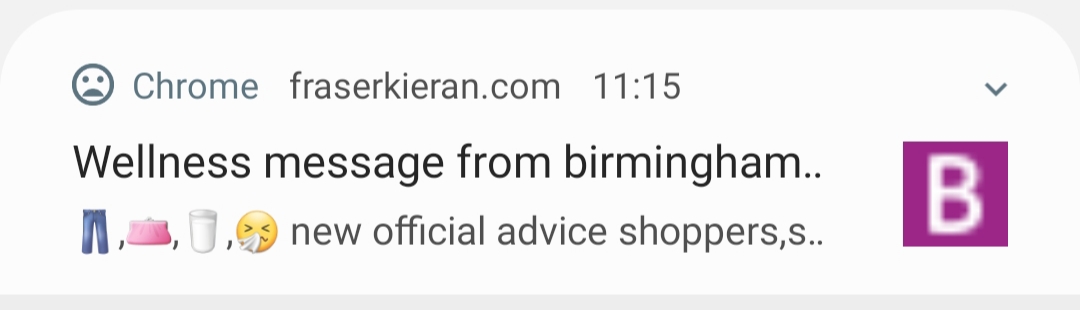 Chrome fraserkieran.com 11:15
Wellness message from birmingham..
👖,👛,🥛,🤧 new official advice shoppers,s..
B